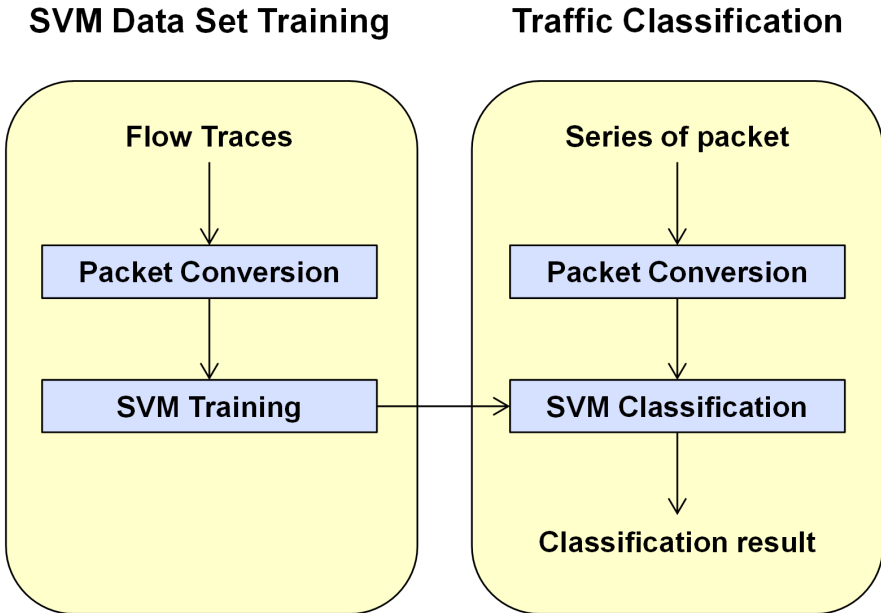 SVM Data Set Training
Traffic Classification
Flow Traces
Packet Conversion
SVM Training
Series of packet
Packet Conversion
SVM Classification
Classification result